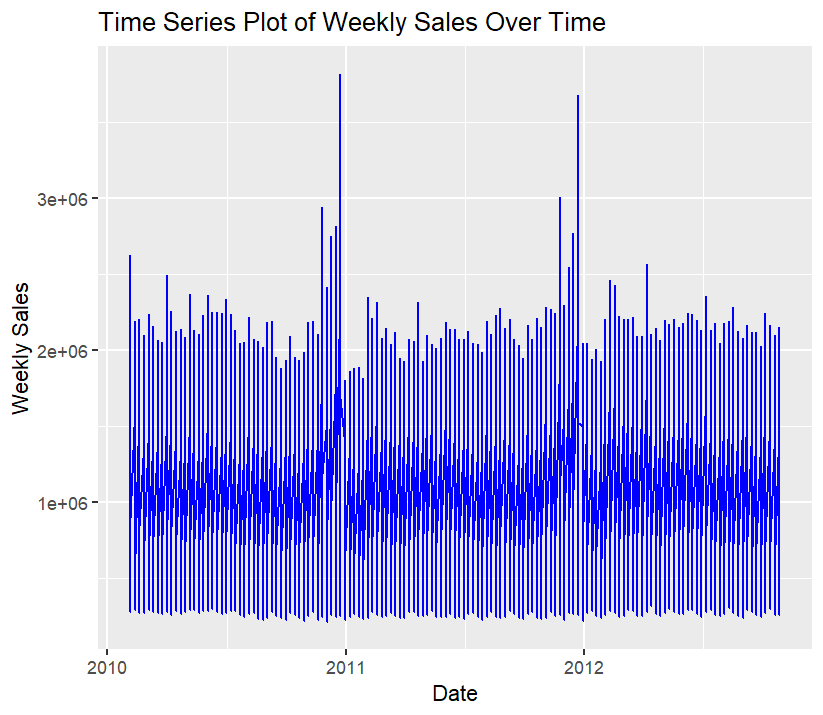 Time Series Plot of Weekly Sales Over Time
3e+06
2e+06
1e+06
Weekly Sales
2010
2011
2012
Date